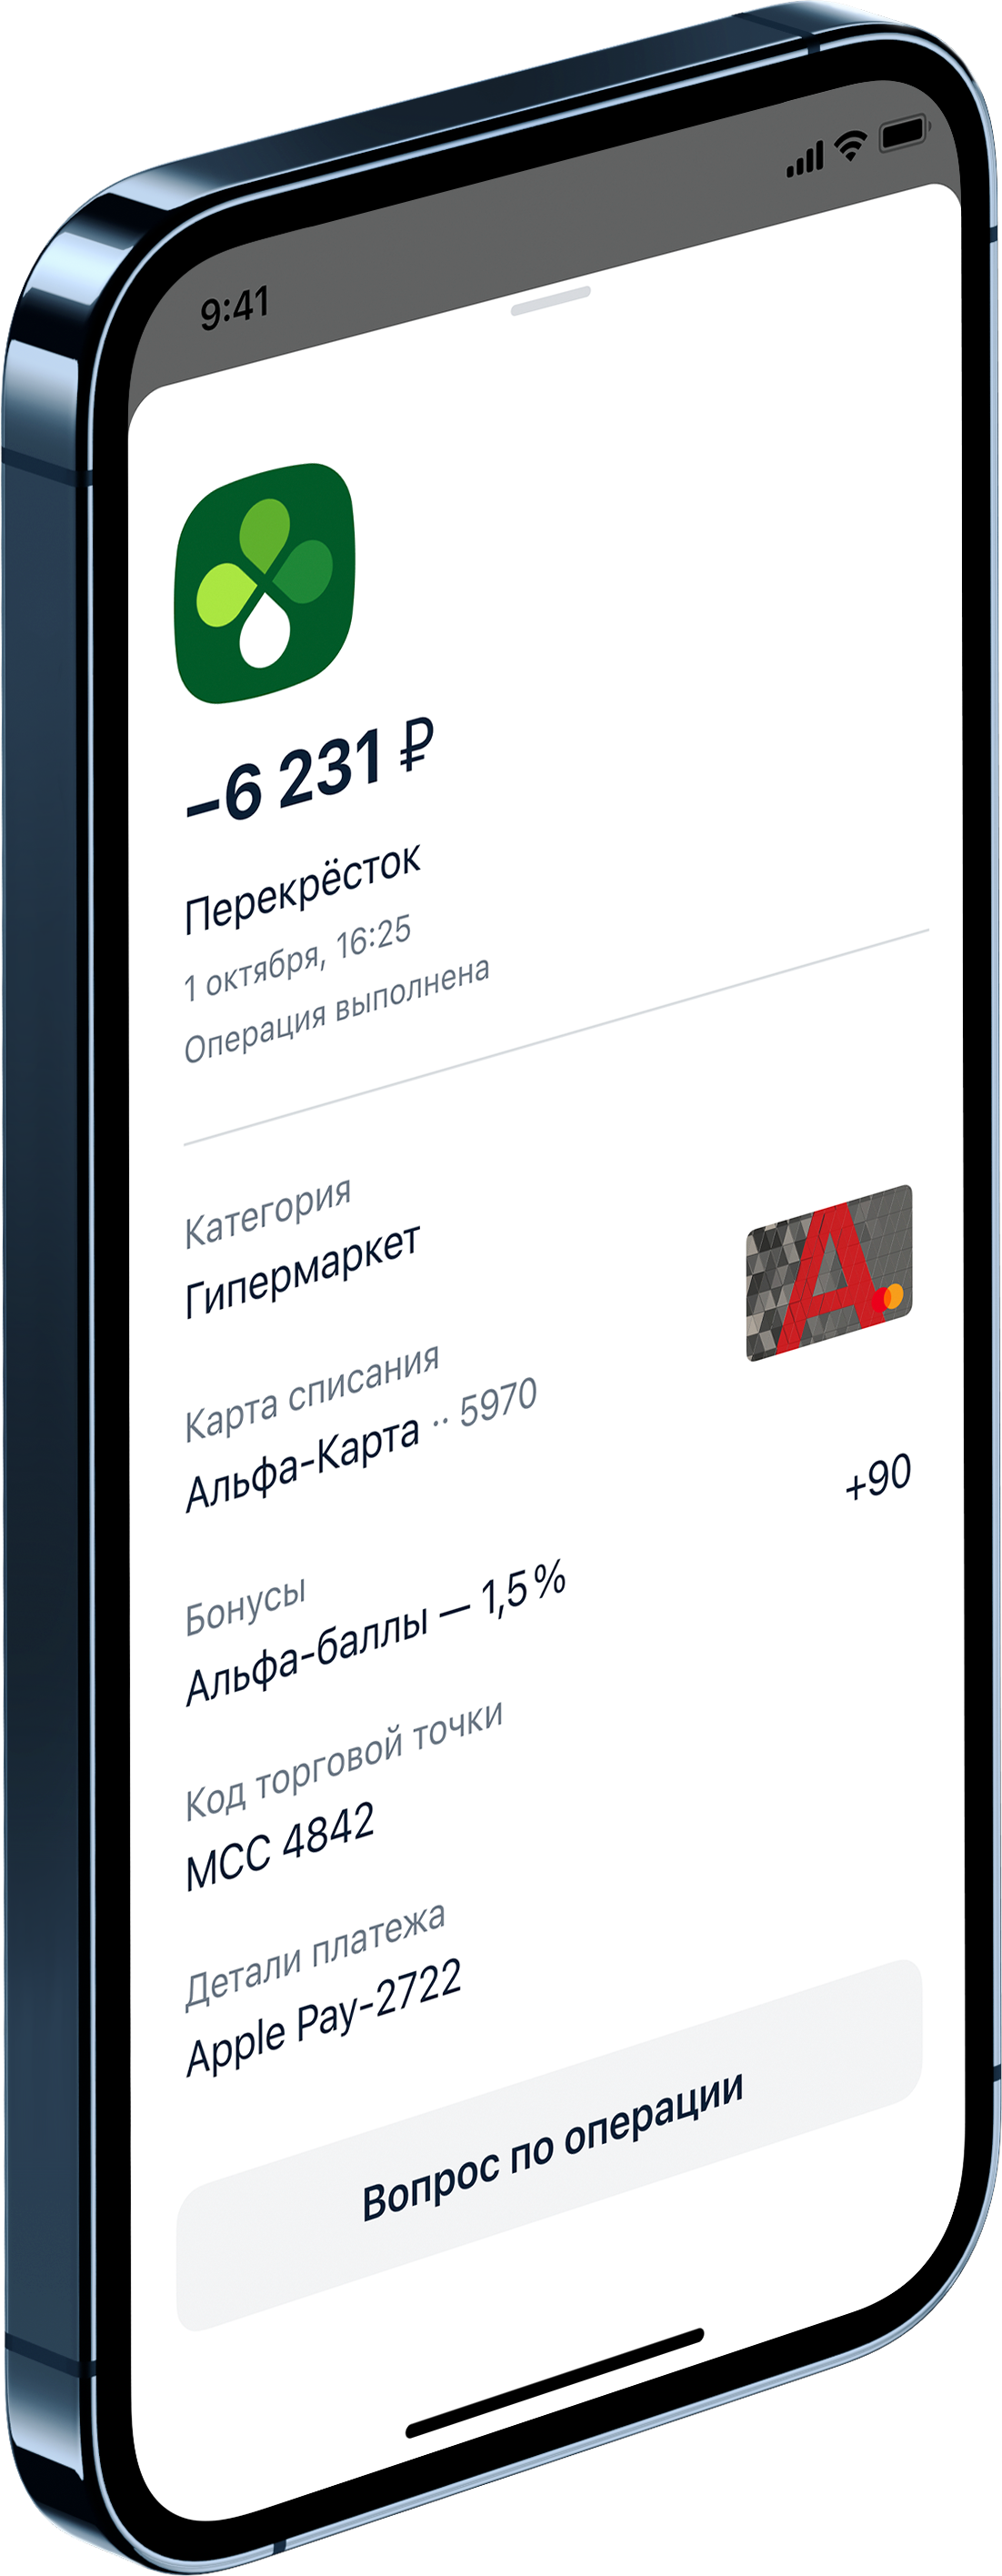 9:41
–6 231 ₽
Перекрёсток
1 октября, 16:25
Операция выполнена
Категория
Гипермаркет
Карта списания
Альфа-Карта ·· 5970
Бонусы
Альфа-баллы — 1,5 %
+90
Код торговой точки
MCC 4842
Детали платежа
Apple Pay-2722
Вопрос по операции